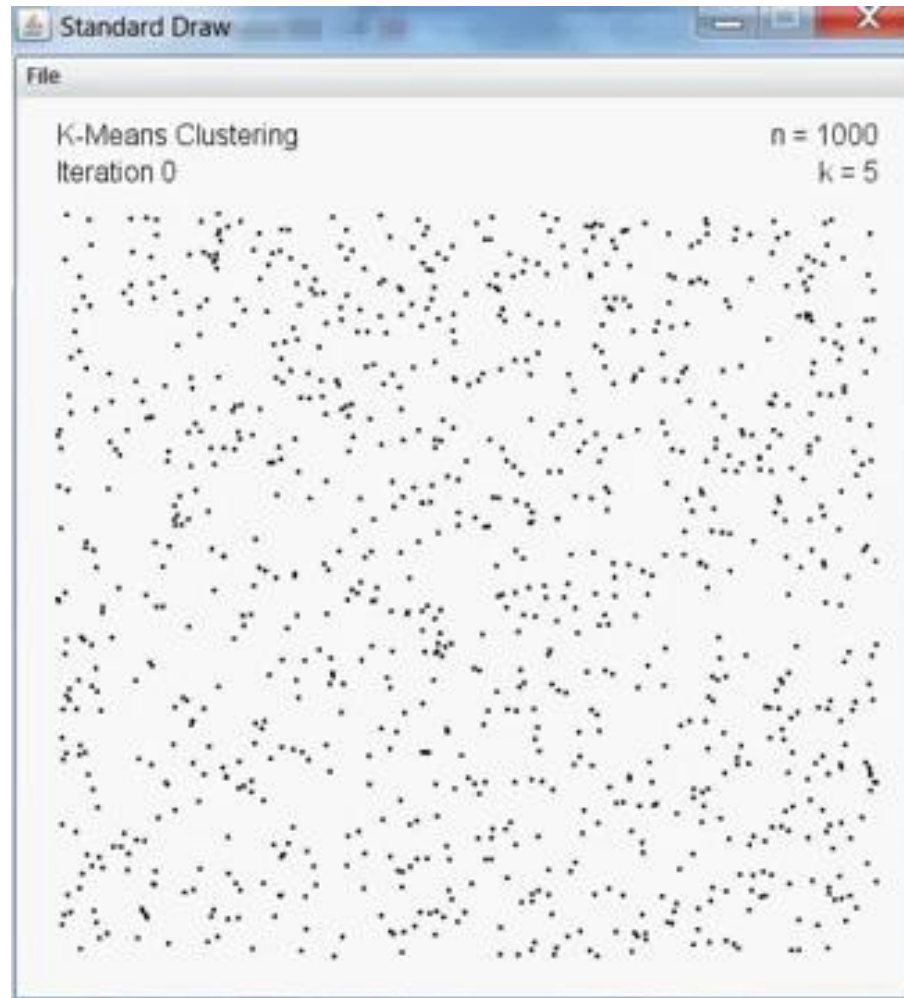 Standard Draw
File
K-Means Clustering
n = 1000
Iteration 0
k = 5